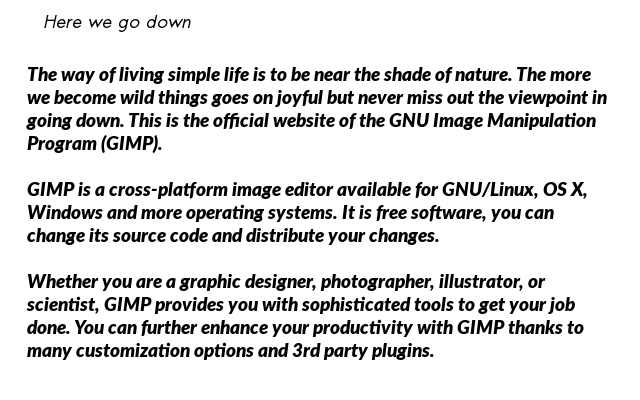 Here we go down
The way of living simple life is to be near the shade of nature. The more
we become wild things goes on joyful but never miss out the viewpoint in
going down. This is the official website of the GNU Image Manipulation
Program (GIMP).
GIMP is a cross-platform image editor available for GNU/Linux, OS X,
Windows and more operating systems. It is free software, you can
change its source code and distribute your changes.
Whether you are a graphic designer, photographer, illustrator, or
scientist, GIMP provides you with sophisticated tools to get your job
done. You can further enhance your productivity with GIMP thanks to
many customization options and 3rd party plugins.